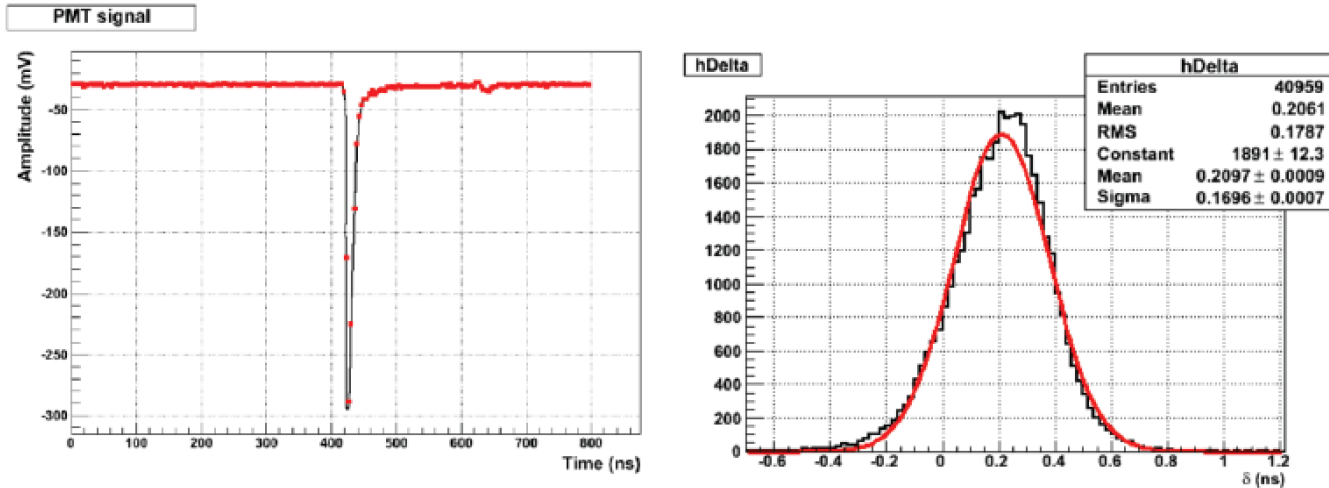 PMT signal
Amplitude (mV)
-50
-100
-150
-200
-250
-300
0 100 200 300 400 500 600 700 800
Time (ns)
hDelta
hDelta
Entries 40959
Mean 0.2061
RMS 0.1787
Constant 1891 ± 12.3
Mean 0.2097 ± 0.0009
Sigma 0.1696 ± 0.0007
2000
1800
1600
1400
1200
1000
800
600
400
200
0
-0.6 -0.4 -0.2 0 0.2 0.4 0.6 0.8 1 1.2
δ (ns)